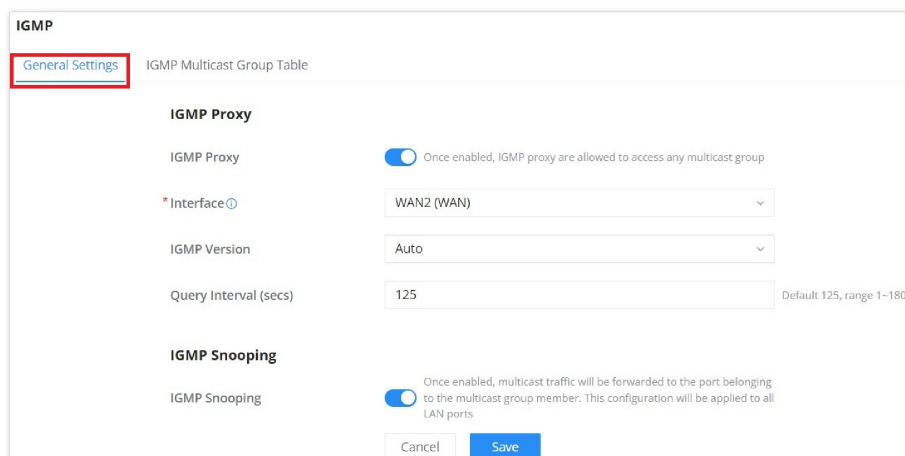 IGMP
General Settings IGMP Multicast Group Table
IGMP Proxy
IGMP Proxy Once enabled, IGMP proxy are allowed to access any multicast group
* Interface WAN2 (WAN)
IGMP Version Auto
Query Interval (secs) 125 Default 125, range 1~180
IGMP Snooping
Once enabled, multicast traffic will be forwarded to the port belonging
IGMP Snooping to the multicast group member. This configuration will be applied to all
LAN ports
Cancel Save